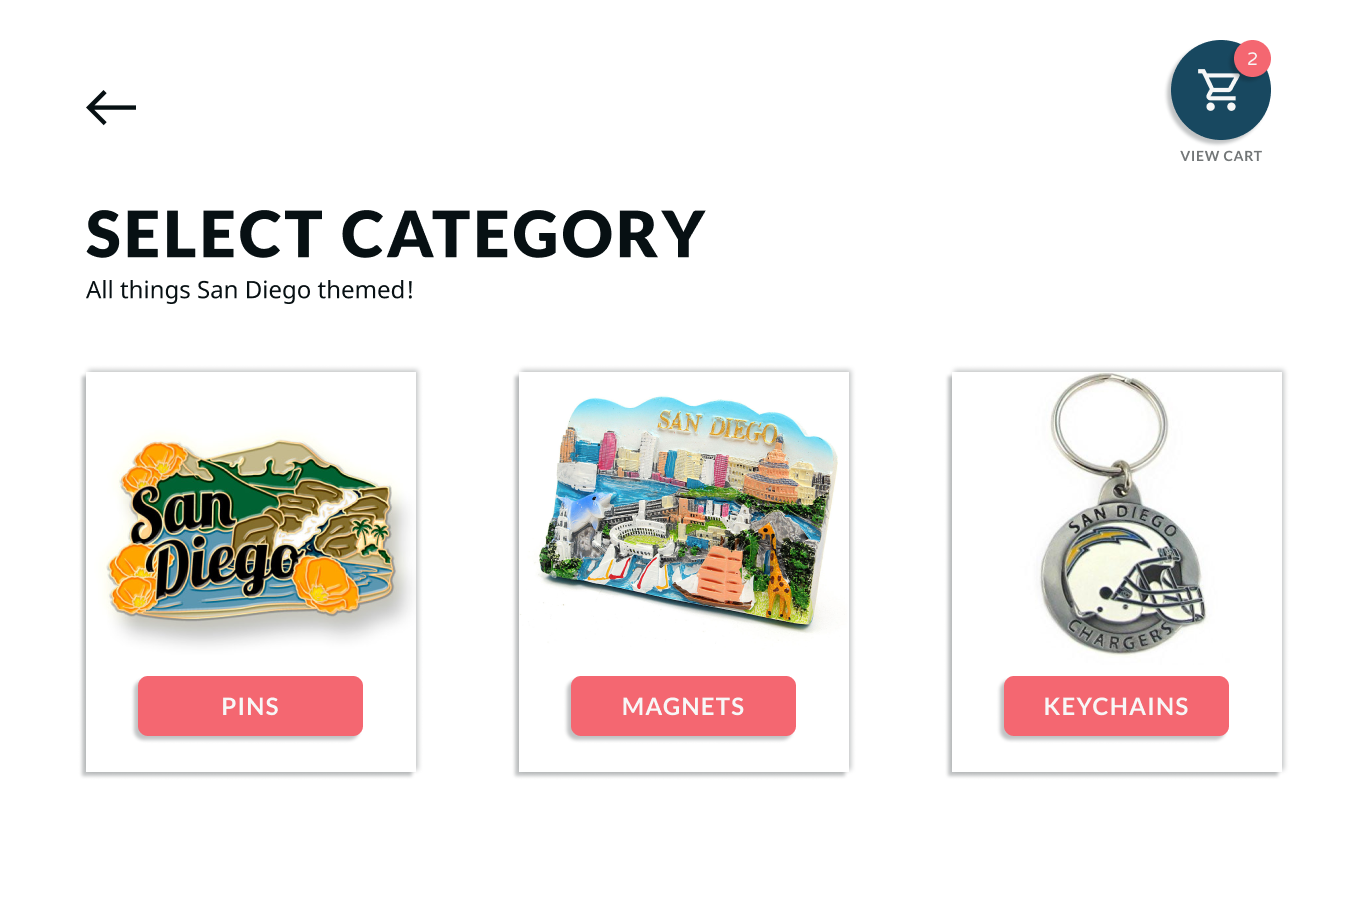 2
VIEW CART
SELECT CATEGORY
All things San Diego themed!
San
Diego
SAN DIEGO
SAN DIEGO
CHARGERS
PINS
MAGNETS
KEYCHAINS